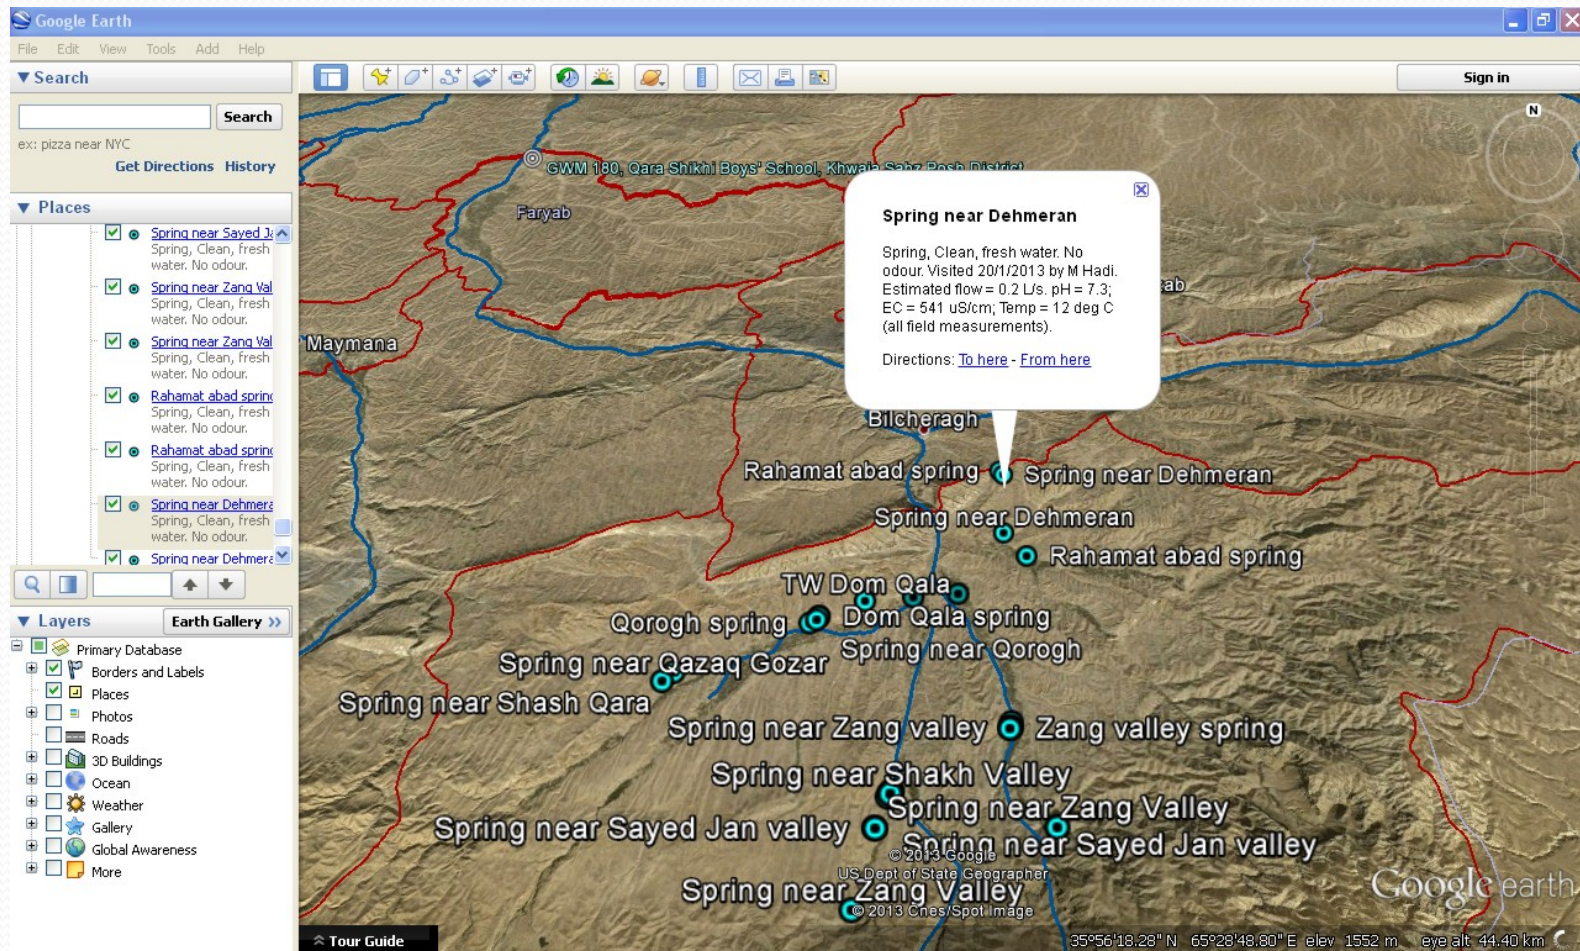 Google Earth
File Edit View Tools Add Help
Search
Search
ex: pizza near NYC
Get Directions History
Places
Spring near Sayed Ja
Spring, Clean, fresh
water. No odour.
Spring near Zang Val
Spring, Clean, fresh
water. No odour.
Spring near Zang Val
Spring, Clean, fresh
water. No odour.
Rahamat abad spring
Spring, Clean, fresh
water. No odour.
Rahamat abad spring
Spring, Clean, fresh
water. No odour.
Spring near Dehmera
Spring, Clean, fresh
water. No odour.
Spring near Dehmera
Layers
Earth Gallery >>
Primary Database
Borders and Labels
Places
Photos
Roads
3D Buildings
Ocean
Weather
Gallery
Global Awareness
More
Sign in
N
GWM 180, Qara Shikhi Boys' School, Khwaja Sabz Posh District
Faryab
Maymana
Spring near Dehmeran
Spring, Clean, fresh water. No
odour. Visited 20/1/2013 by M Hadi.
Estimated flow = 0.2 L/s. pH = 7.3;
EC = 541 uS/cm; Temp = 12 deg C
(all field measurements).
Directions: To here - From here
ab
Bilcheragh
Rahamat abad spring
Spring near Dehmeran
Spring near Dehmeran
Rahamat abad spring
TW Dom Qala
Qorogh spring
Dom Qala spring
Spring near Qorogh
Spring near Qazaq Gozar
Spring near Shash Qara
Spring near Zang valley
Zang valley spring
Spring near Shakh Valley
Spring near Zang Valley
Spring near Sayed Jan valley
Spring near Sayed Jan valley
© 2013 Google
US Dept of State Geographer
Spring near Zang Valley
© 2013 Cnes/Spot Image
Google earth
Tour Guide
35°56'18.28" N 65°28'48.80" E elev 1552 m eye alt 44.40 km